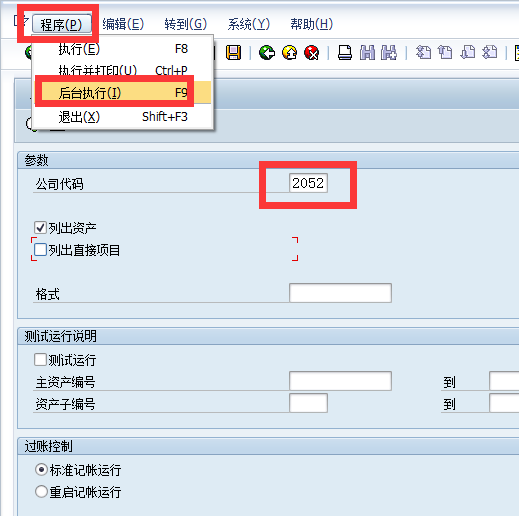 程序(P) 编辑(E) 转到(G) 系统(Y) 帮助(H)
执行(E) F8
执行并打印(U) Ctrl+P
后台执行(I) F9
退出(X) Shift+F3
参数
公司代码 2052
列出资产
列出直接项目
格式
测试运行说明
测试运行
主资产编号 到
资产子编号 到
过账控制
标准记帐运行
重启记帐运行